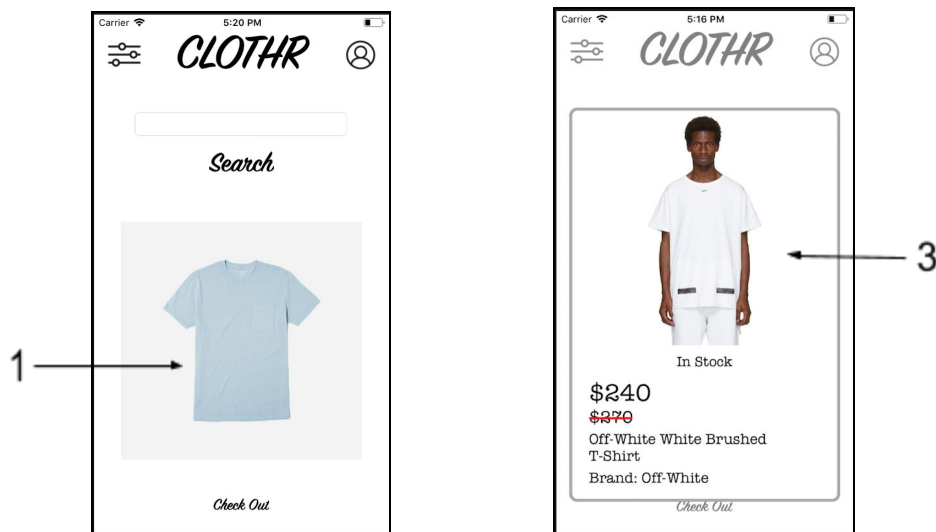 Carrier 5:20 PM
CLOTHR
Search
1
Check Out
Carrier 5:16 PM
CLOTHR
3
In Stock
$240
$270
Off-White White Brushed
T-Shirt
Brand: Off-White
Check Out